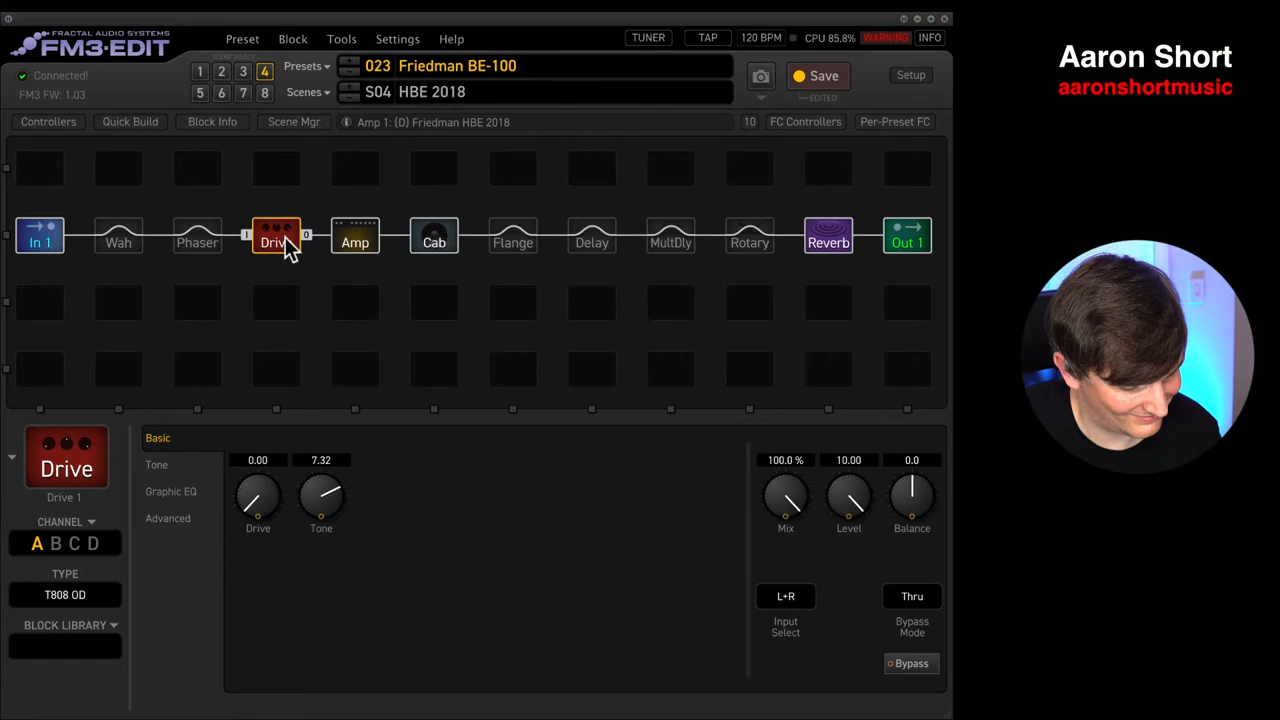 FRACTAL AUDIO SYSTEMS
FM3-EDIT
Preset Block Tools Settings Help
TUNER TAP 120 BPM CPU 85.8% WARNING INFO
Connected!
FM3 FW: 1.03
SCENE SELECT
1 2 3 4
5 6 7 8
Presets 023 Friedman BE-100
Scenes S04 HBE 2018
Save
EDITED
Setup
Controllers Quick Build Block Info Scene Mgr Amp 1: (D) Friedman HBE 2018 10 FC Controllers Per-Preset FC
In 1 Wah Phaser I Driv O Amp Cab Flange Delay MultDly Rotary Reverb Out 1
Drive
Drive 1
CHANNEL
A B C D
TYPE
T808 OD
BLOCK LIBRARY
Basic
Tone
Graphic EQ
Advanced
0.00 7.32
Drive Tone
100.0 % 10.00 0.0
Mix Level Balance
L+R Thru
Input Select
Bypass Mode
Bypass
Aaron Short
aaronshortmusic